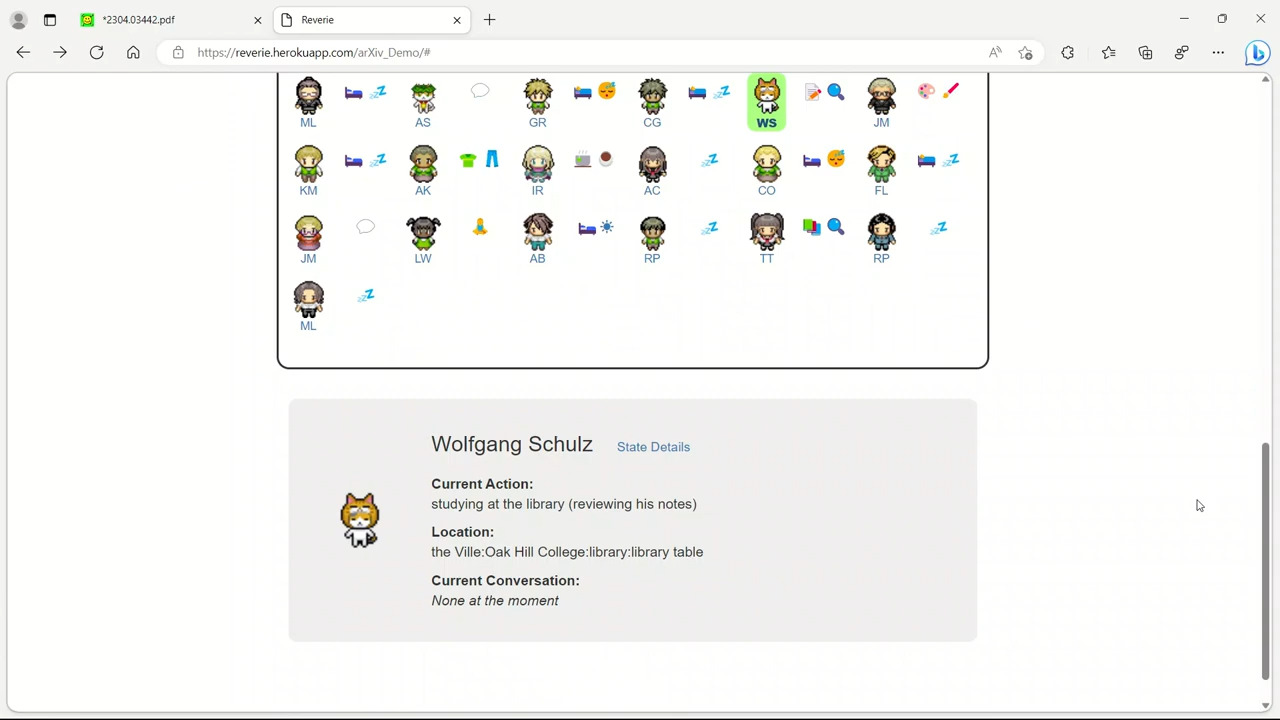 *2304.03442.pdf
Reverie
https://reverie.herokuapp.com/arXiv_Demo/#
ML AS GR CG WS JM
KM AK IR AC CO FL
JM LW AB RP TT RP
ML
Wolfgang Schulz State Details
Current Action:
studying at the library (reviewing his notes)
Location:
the Ville:Oak Hill College:library:library table
Current Conversation:
None at the moment